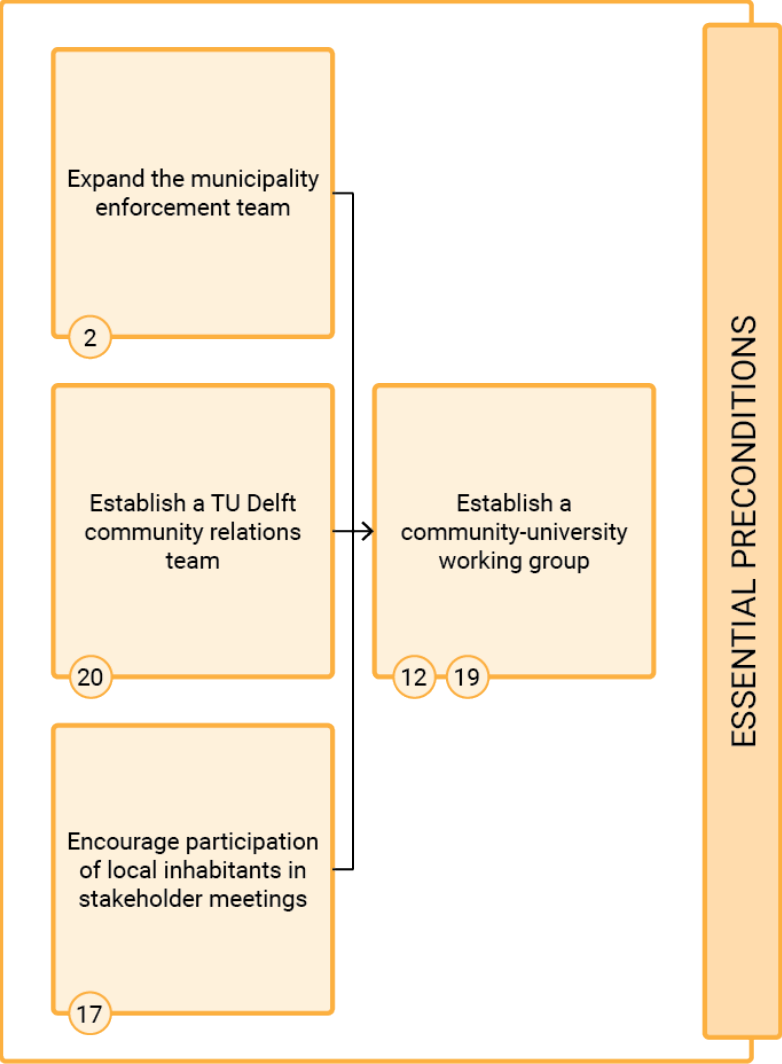 Expand the municipality
enforcement team
2
Establish a TU Delft
community relations
team
20
Encourage participation
of local inhabitants in
stakeholder meetings
17
Establish a
community-university
working group
12
19
ESSENTIAL PRECONDITIONS